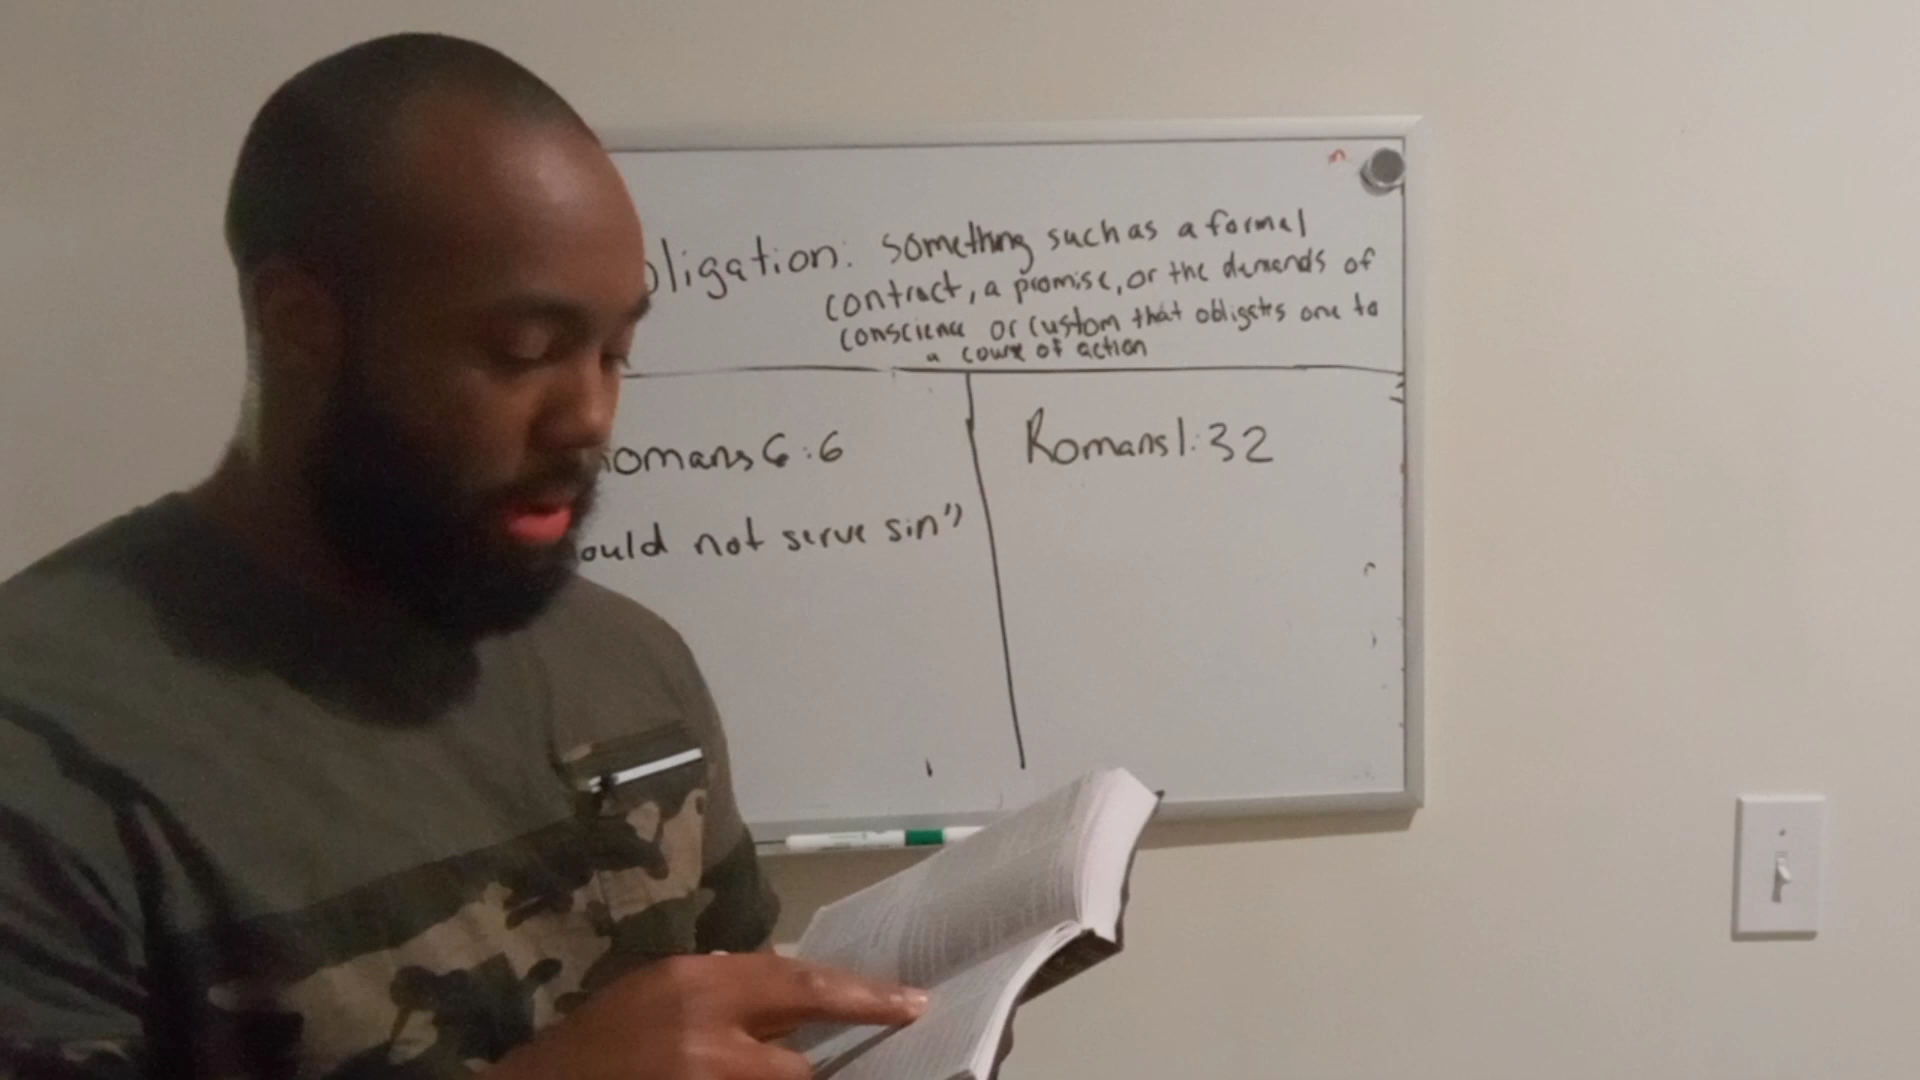 bligation: Something such as a formal
contract, a promise, or the demands of
conscience or custom that obligates one to
a course of action
Romans 6:6
Romans 1:32
ould not serve sin"